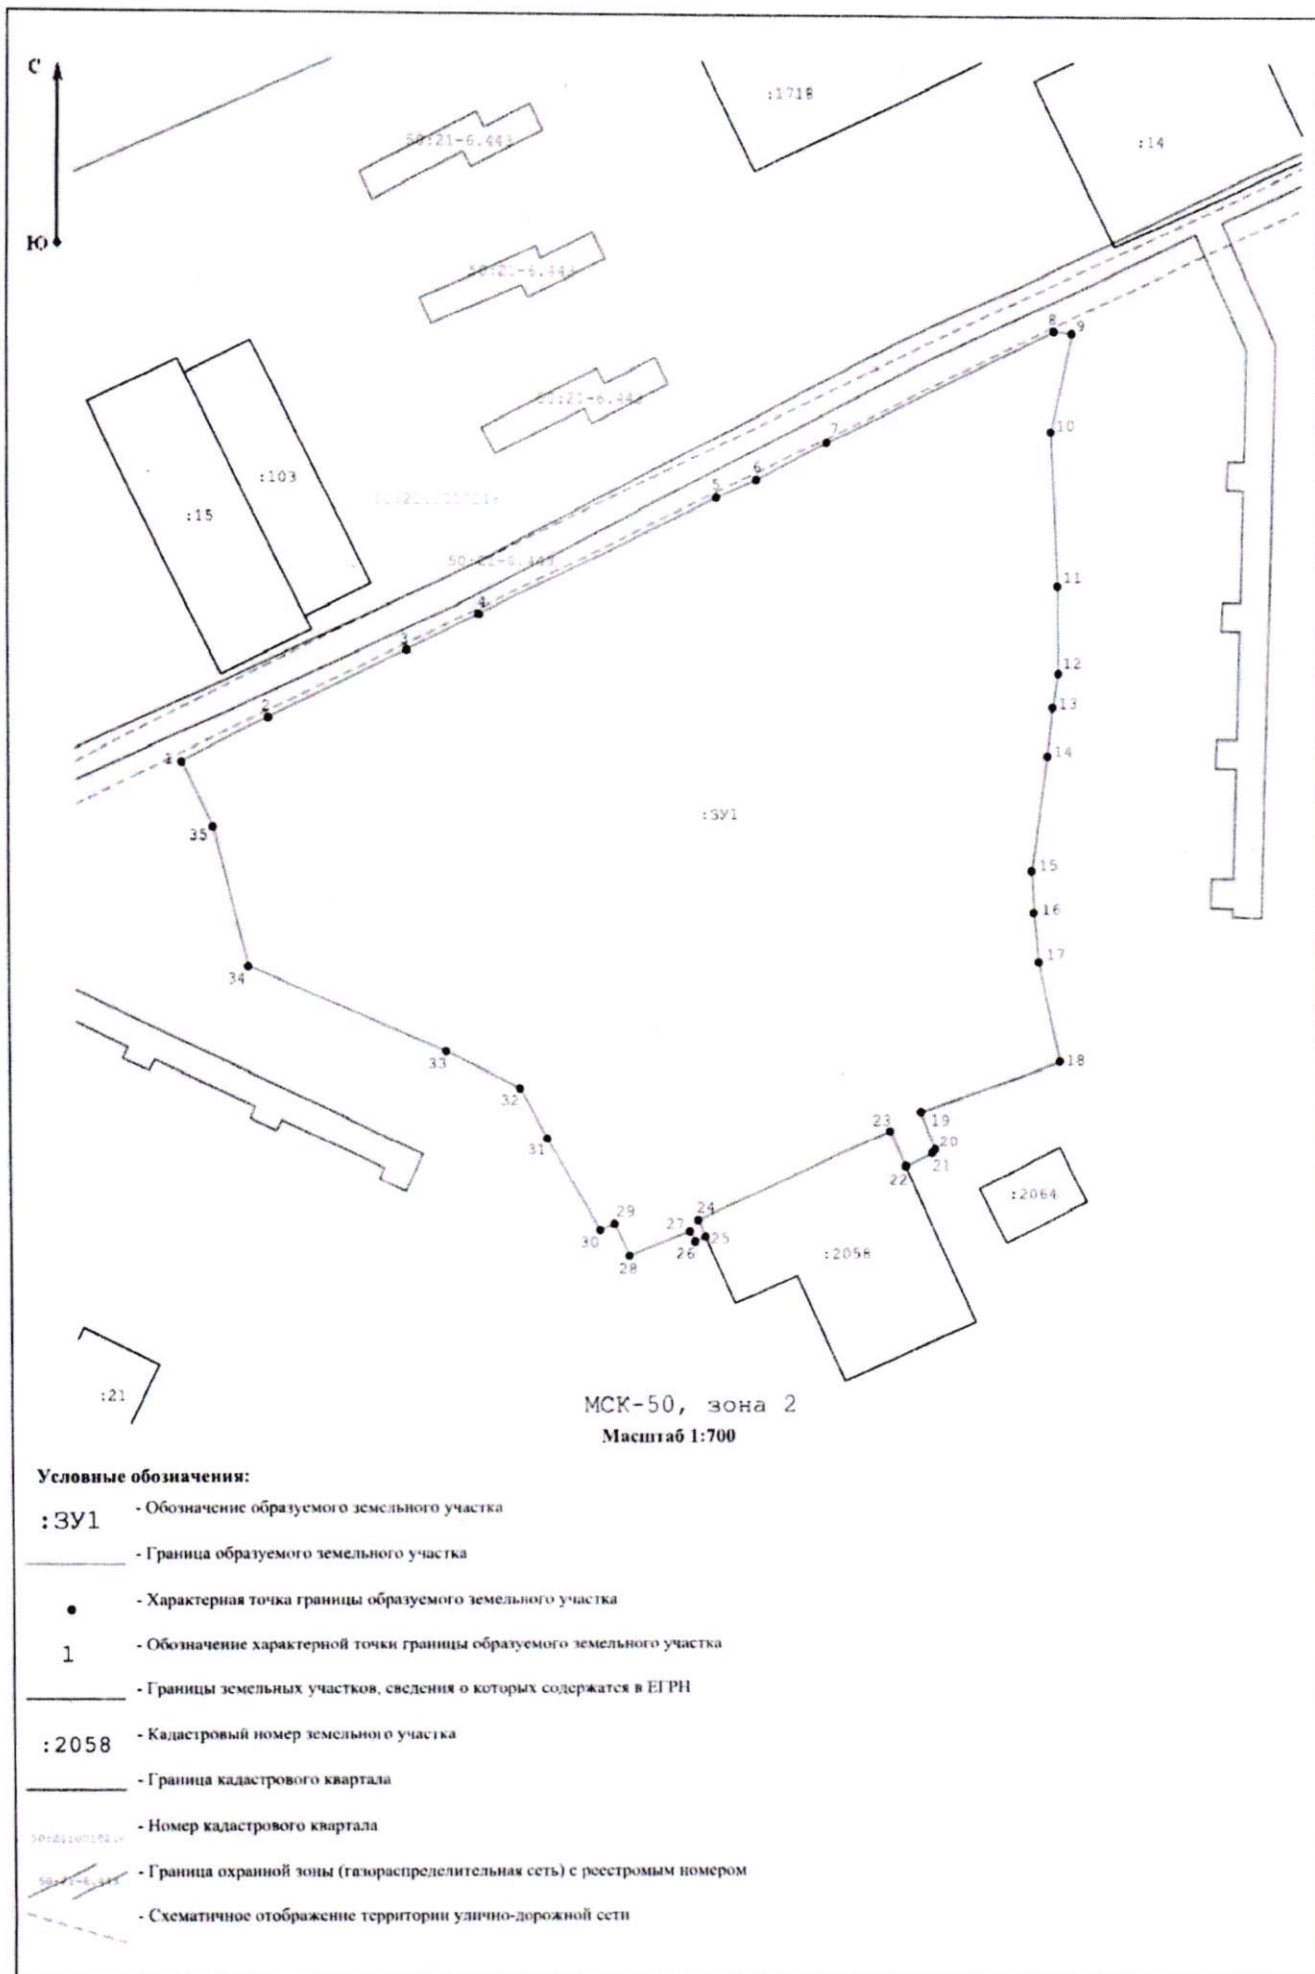 С
Ю
:1718
:14
50:21-6.443
50:21-6.443
50:21-6.443
:103
:15
50:21-6.443
8
9
10
7
6
5
4
3
2
1
11
12
13
14
:ЗУ1
35
15
16
17
34
33
32
31
18
19
20
21
22
23
24
25
26
27
28
29
30
:2064
:2058
:21
МСК-50, зона 2
Масштаб 1:700
Условные обозначения:
:ЗУ1 - Обозначение образуемого земельного участка
- Граница образуемого земельного участка
- Характерная точка границы образуемого земельного участка
1 - Обозначение характерной точки границы образуемого земельного участка
- Границы земельных участков, сведения о которых содержатся в ЕГРН
:2058 - Кадастровый номер земельного участка
- Граница кадастрового квартала
- Номер кадастрового квартала
50:21-6.443 - Граница охранной зоны (газораспределительная сеть) с реестромым номером
- Схематичное отображение территории улично-дорожной сети